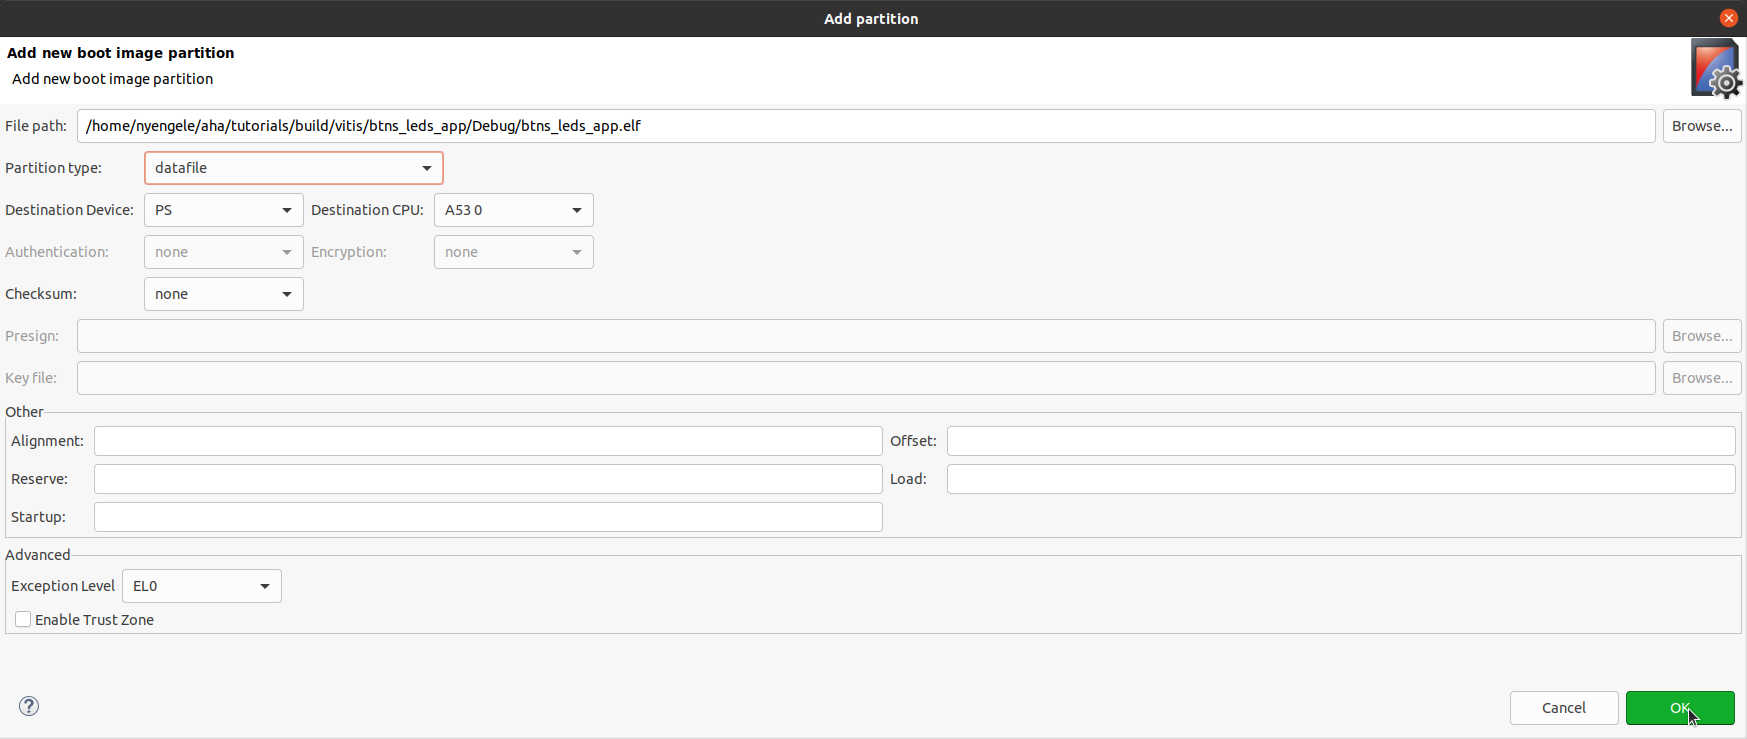 Add partition
Add new boot image partition
Add new boot image partition
File path: /home/nyengele/aha/tutorials/build/vitis/btns_leds_app/Debug/btns_leds_app.elf Browse...
Partition type: datafile
Destination Device: PS Destination CPU: A53 0
Authentication: none Encryption: none
Checksum: none
Presign: Browse...
Key file: Browse...
Other
Alignment: Offset:
Reserve: Load:
Startup:
Advanced
Exception Level EL0
Enable Trust Zone
? Cancel OK